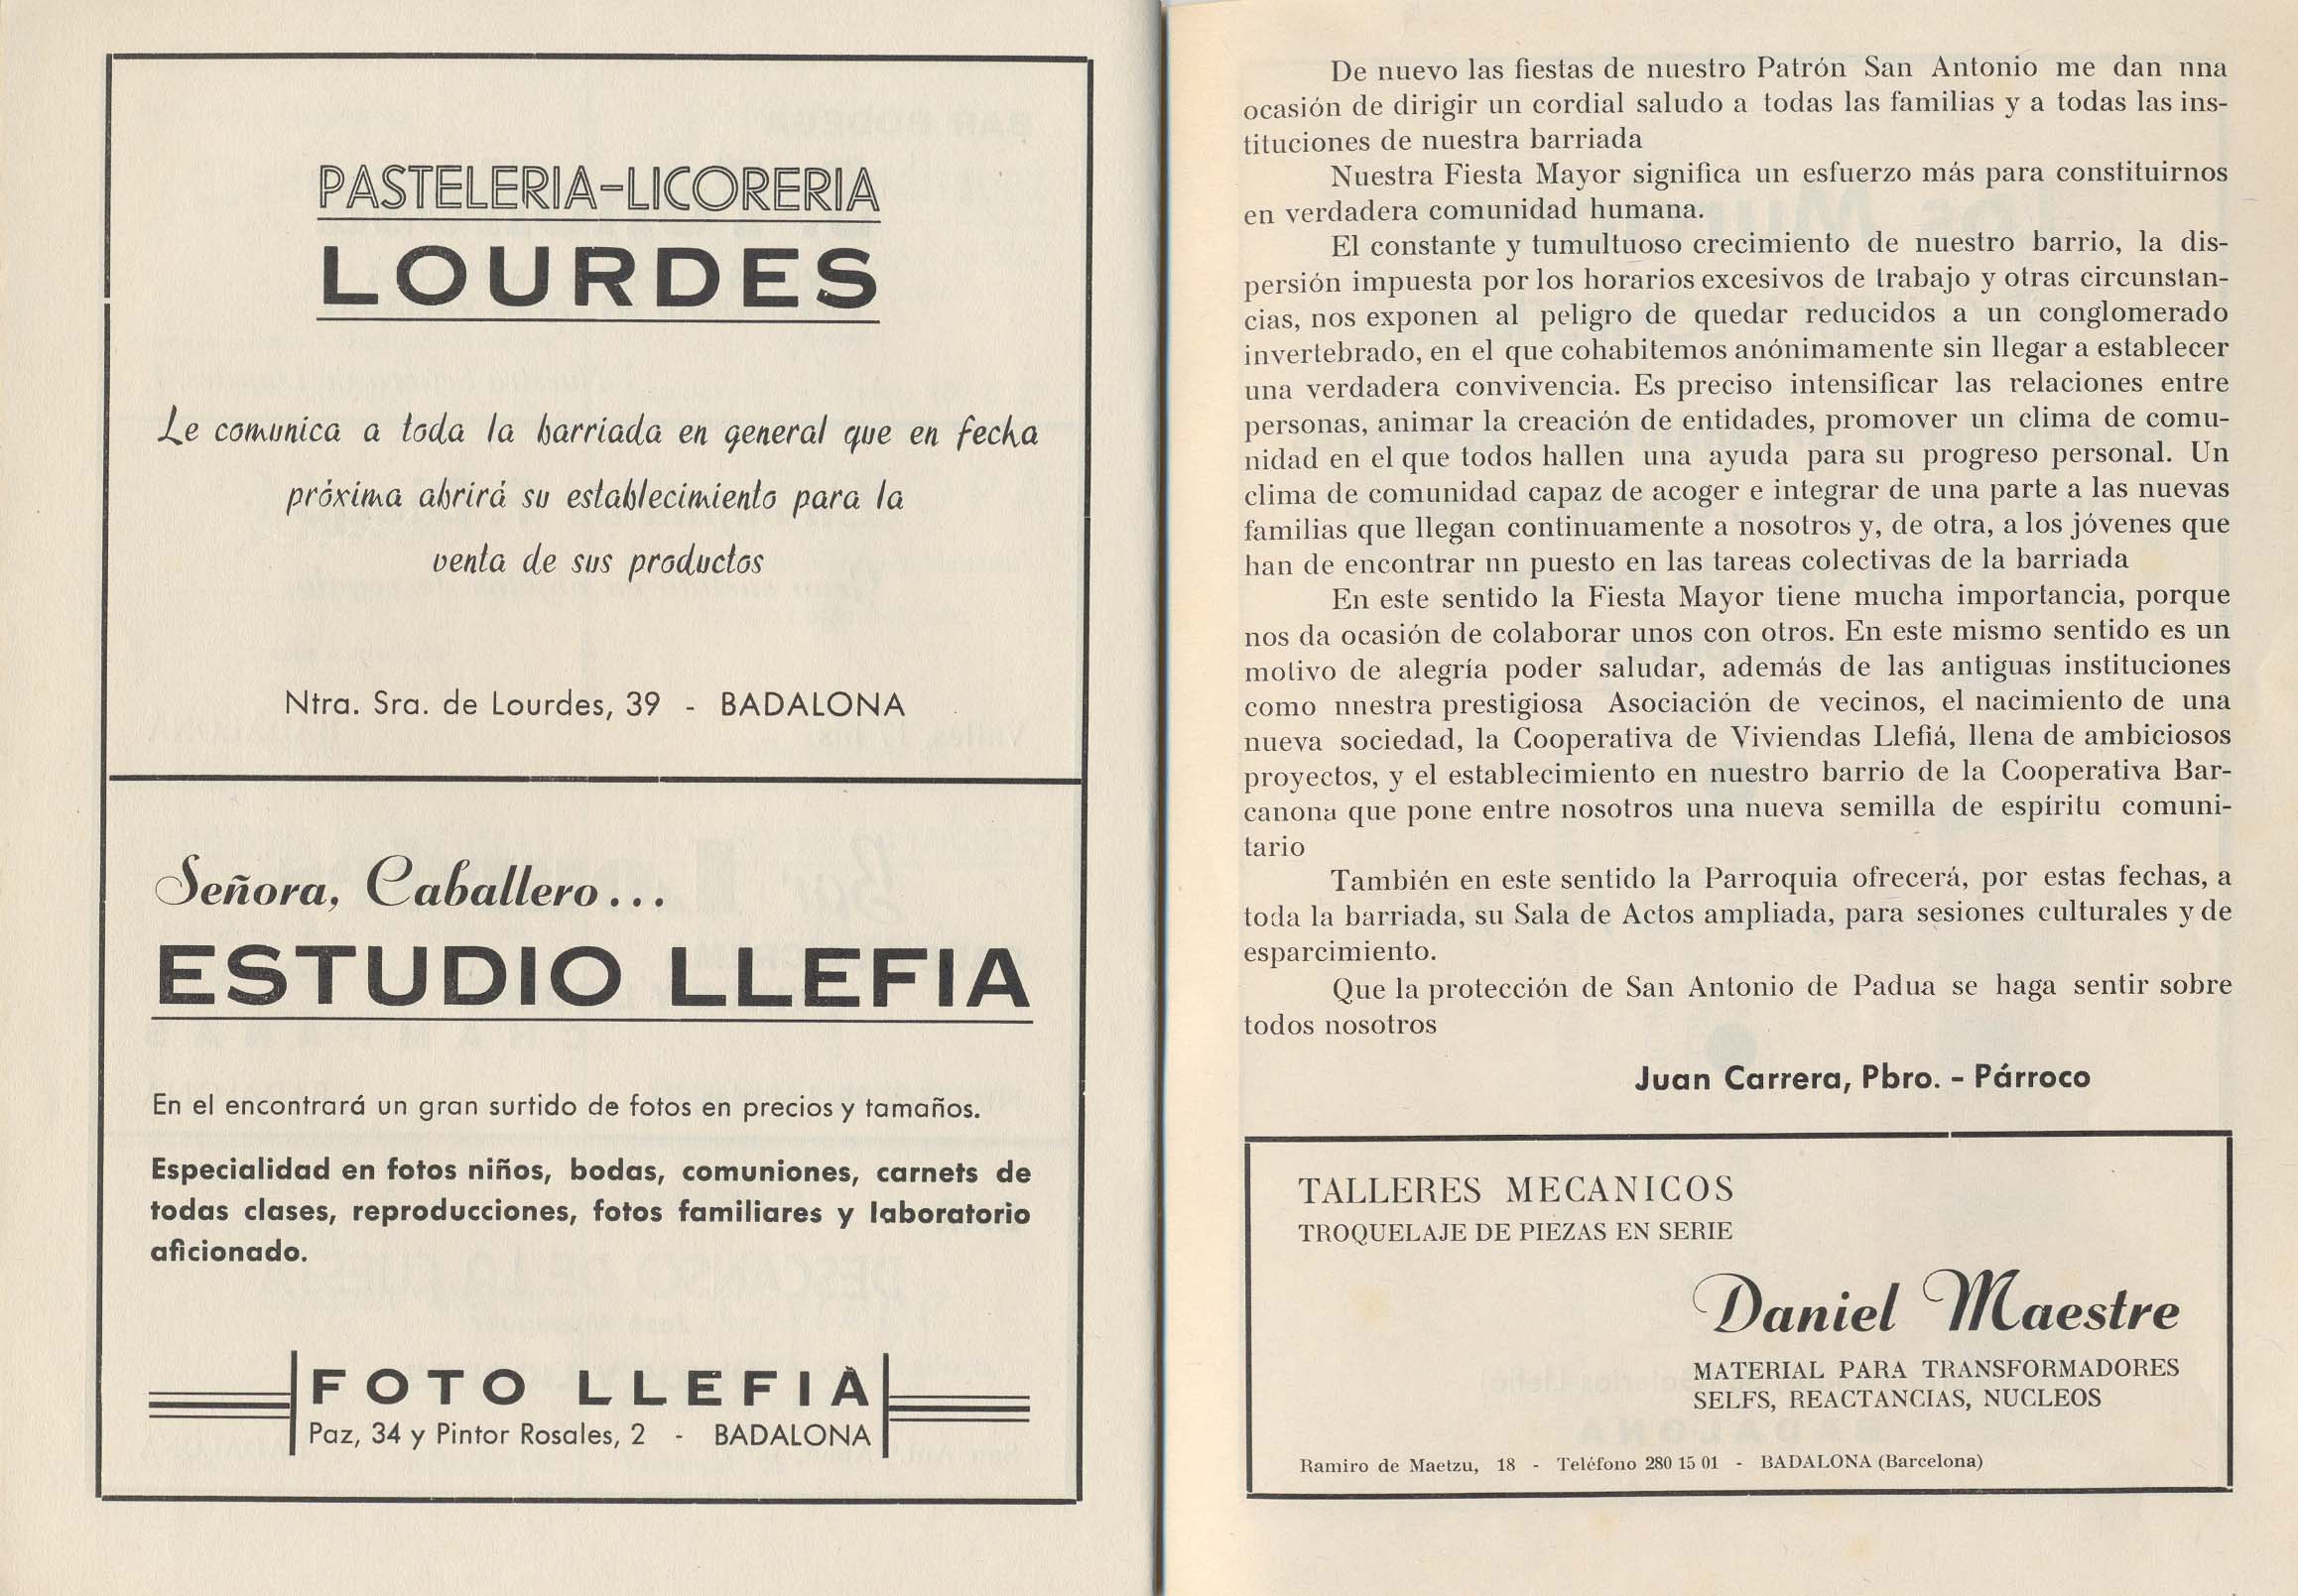 PASTELERIA-LICORERIA
LOURDES
Le comunica a toda la barriada en general que en fecha
próxima abrirá su establecimiento para la
venta de sus productos
Ntra. Sra. de Lourdes, 39 - BADALONA
Señora, Caballero...
ESTUDIO LLEFIA
En el encontrará un gran surtido de fotos en precios y tamaños.
Especialidad en fotos niños, bodas, comuniones, carnets de
todas clases, reproducciones, fotos familiares y laboratorio
aficionado.
FOTO LLEFIÀ
Paz, 34 y Pintor Rosales, 2 - BADALONA
De nuevo las fiestas de nuestro Patrón San Antonio me dan nna
ocasión de dirigir un cordial saludo a todas las familias y a todas las ins-
tituciones de nuestra barriada
Nuestra Fiesta Mayor significa un esfuerzo más para constituirnos
en verdadera comunidad humana.
El constante y tumultuoso crecimiento de nuestro barrio, la dis-
persión impuesta por los horarios excesivos de trabajo y otras circunstan-
cias, nos exponen al peligro de quedar reducidos a un conglomerado
invertebrado, en el que cohabitemos anónimamente sin llegar a establecer
una verdadera convivencia. Es preciso intensificar las relaciones entre
personas, animar la creación de entidades, promover un clima de comu-
nidad en el que todos hallen una ayuda para su progreso personal. Un
clima de comunidad capaz de acoger e integrar de una parte a las nuevas
familias que llegan continuamente a nosotros y, de otra, a los jóvenes que
han de encontrar nn puesto en las tareas colectivas de la barriada
En este sentido la Fiesta Mayor tiene mucha importancia, porque
nos da ocasión de colaborar unos con otros. En este mismo sentido es un
motivo de alegría poder saludar, además de las antiguas instituciones
como nnestra prestigiosa Asociación de vecinos, el nacimiento de una
nueva sociedad, la Cooperativa de Viviendas Llefiá, llena de ambiciosos
proyectos, y el establecimiento en nuestro barrio de la Cooperativa Bar-
canona que pone entre nosotros una nueva semilla de espíritu comuni-
tario
También en este sentido la Parroquia ofrecerá, por estas fechas, a
toda la barriada, su Sala de Actos ampliada, para sesiones culturales y de
esparcimiento.
Que la protección de San Antonio de Padua se haga sentir sobre
todos nosotros
Juan Carrera, Pbro. - Párroco
TALLERES MECANICOS
TROQUELAJE DE PIEZAS EN SERIE
Daniel Maestre
MATERIAL PARA TRANSFORMADORES
SELFS, REACTANCIAS, NUCLEOS
Ramiro de Maetzu, 18 - Teléfono 280 15 01 - BADALONA (Barcelona)